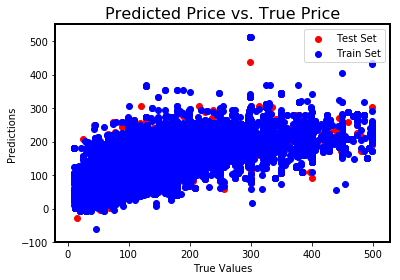 Predicted Price vs. True Price
Test Set
Train Set
500
400
300
200
100
0
−100
Predictions
0 100 200 300 400 500
True Values